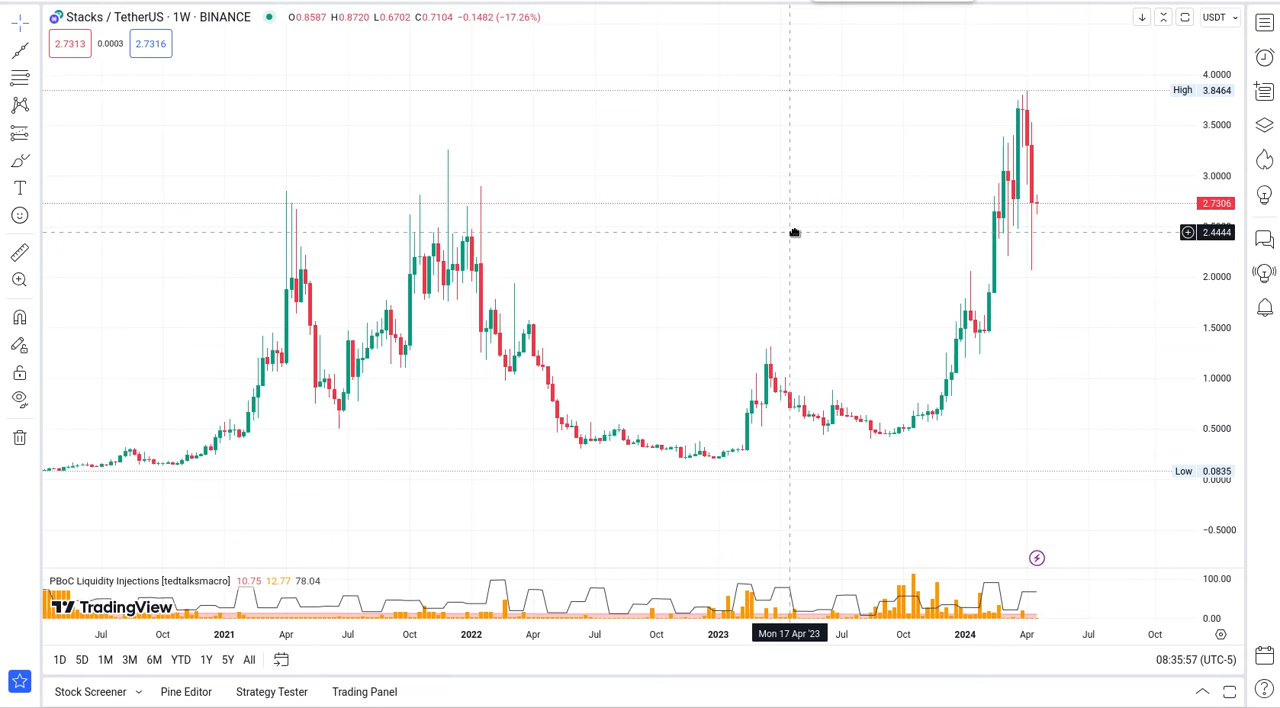 Stacks / TetherUS · 1W · BINANCE O0.8587 H0.8720 L0.6702 C0.7104 −0.1482 (−17.26%) USDT
2.7313 0.0003 2.7316
4.0000
High 3.8464
3.5000
3.0000
2.7306
2.4444
2.0000
1.5000
1.0000
0.5000
Low 0.0835
0.0000
−0.5000
PBoC Liquidity Injections [tedtalksmacro] 10.75 12.77 78.04 100.00
TradingView
0.00
Jul Oct 2021 Apr Jul Oct 2022 Apr Jul Oct 2023 Mon 17 Apr '23 Jul Oct 2024 Apr Jul Oct
1D 5D 1M 3M 6M YTD 1Y 5Y All 08:35:57 (UTC-5)
Stock Screener Pine Editor Strategy Tester Trading Panel